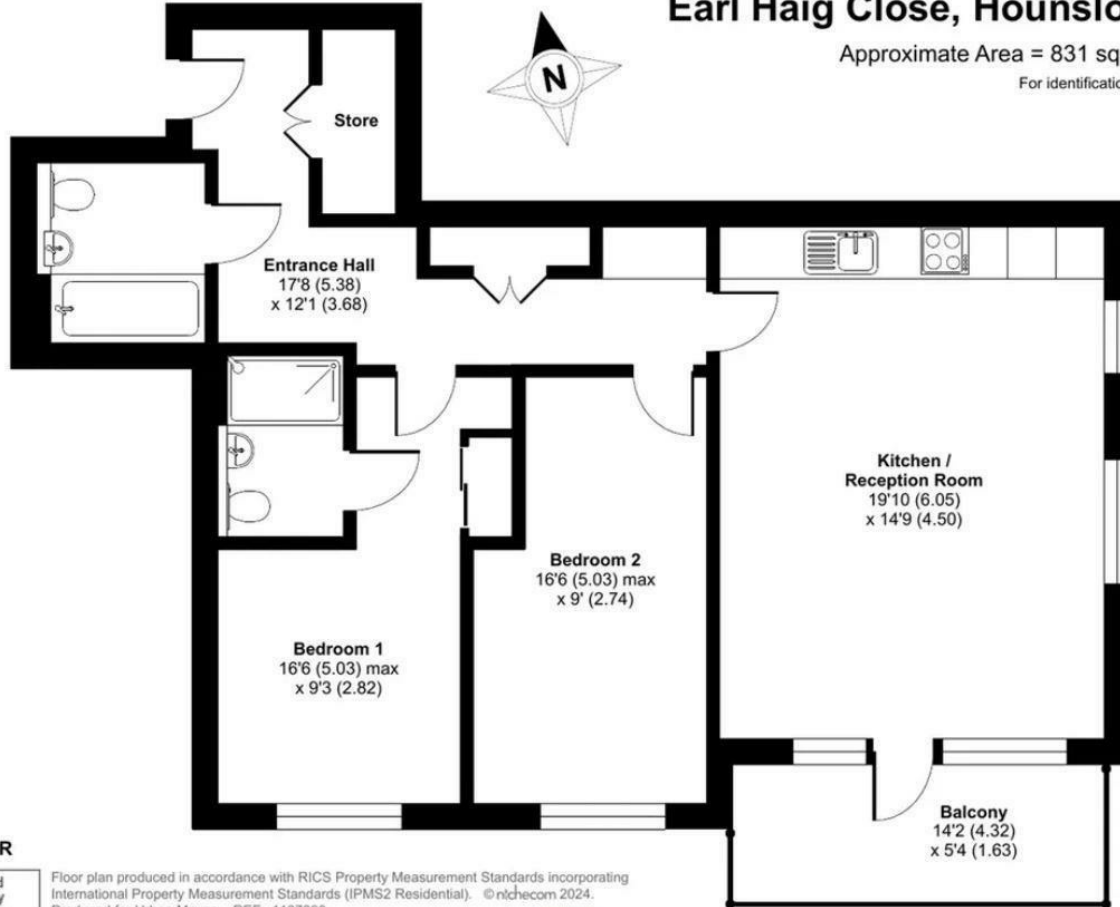 Earl Haig Close, Hounslo
Approximate Area = 831 sq
For identificatio
N
Store
Entrance Hall
17'8 (5.38)
x 12'1 (3.68)
Kitchen /
Reception Room
19'10 (6.05)
x 14'9 (4.50)
Bedroom 2
16'6 (5.03) max
x 9' (2.74)
Bedroom 1
16'6 (5.03) max
x 9'3 (2.82)
Balcony
14'2 (4.32)
x 5'4 (1.63)
R
d
y
Floor plan produced in accordance with RICS Property Measurement Standards incorporating
International Property Measurement Standards (IPMS2 Residential). © nichecom 2024.